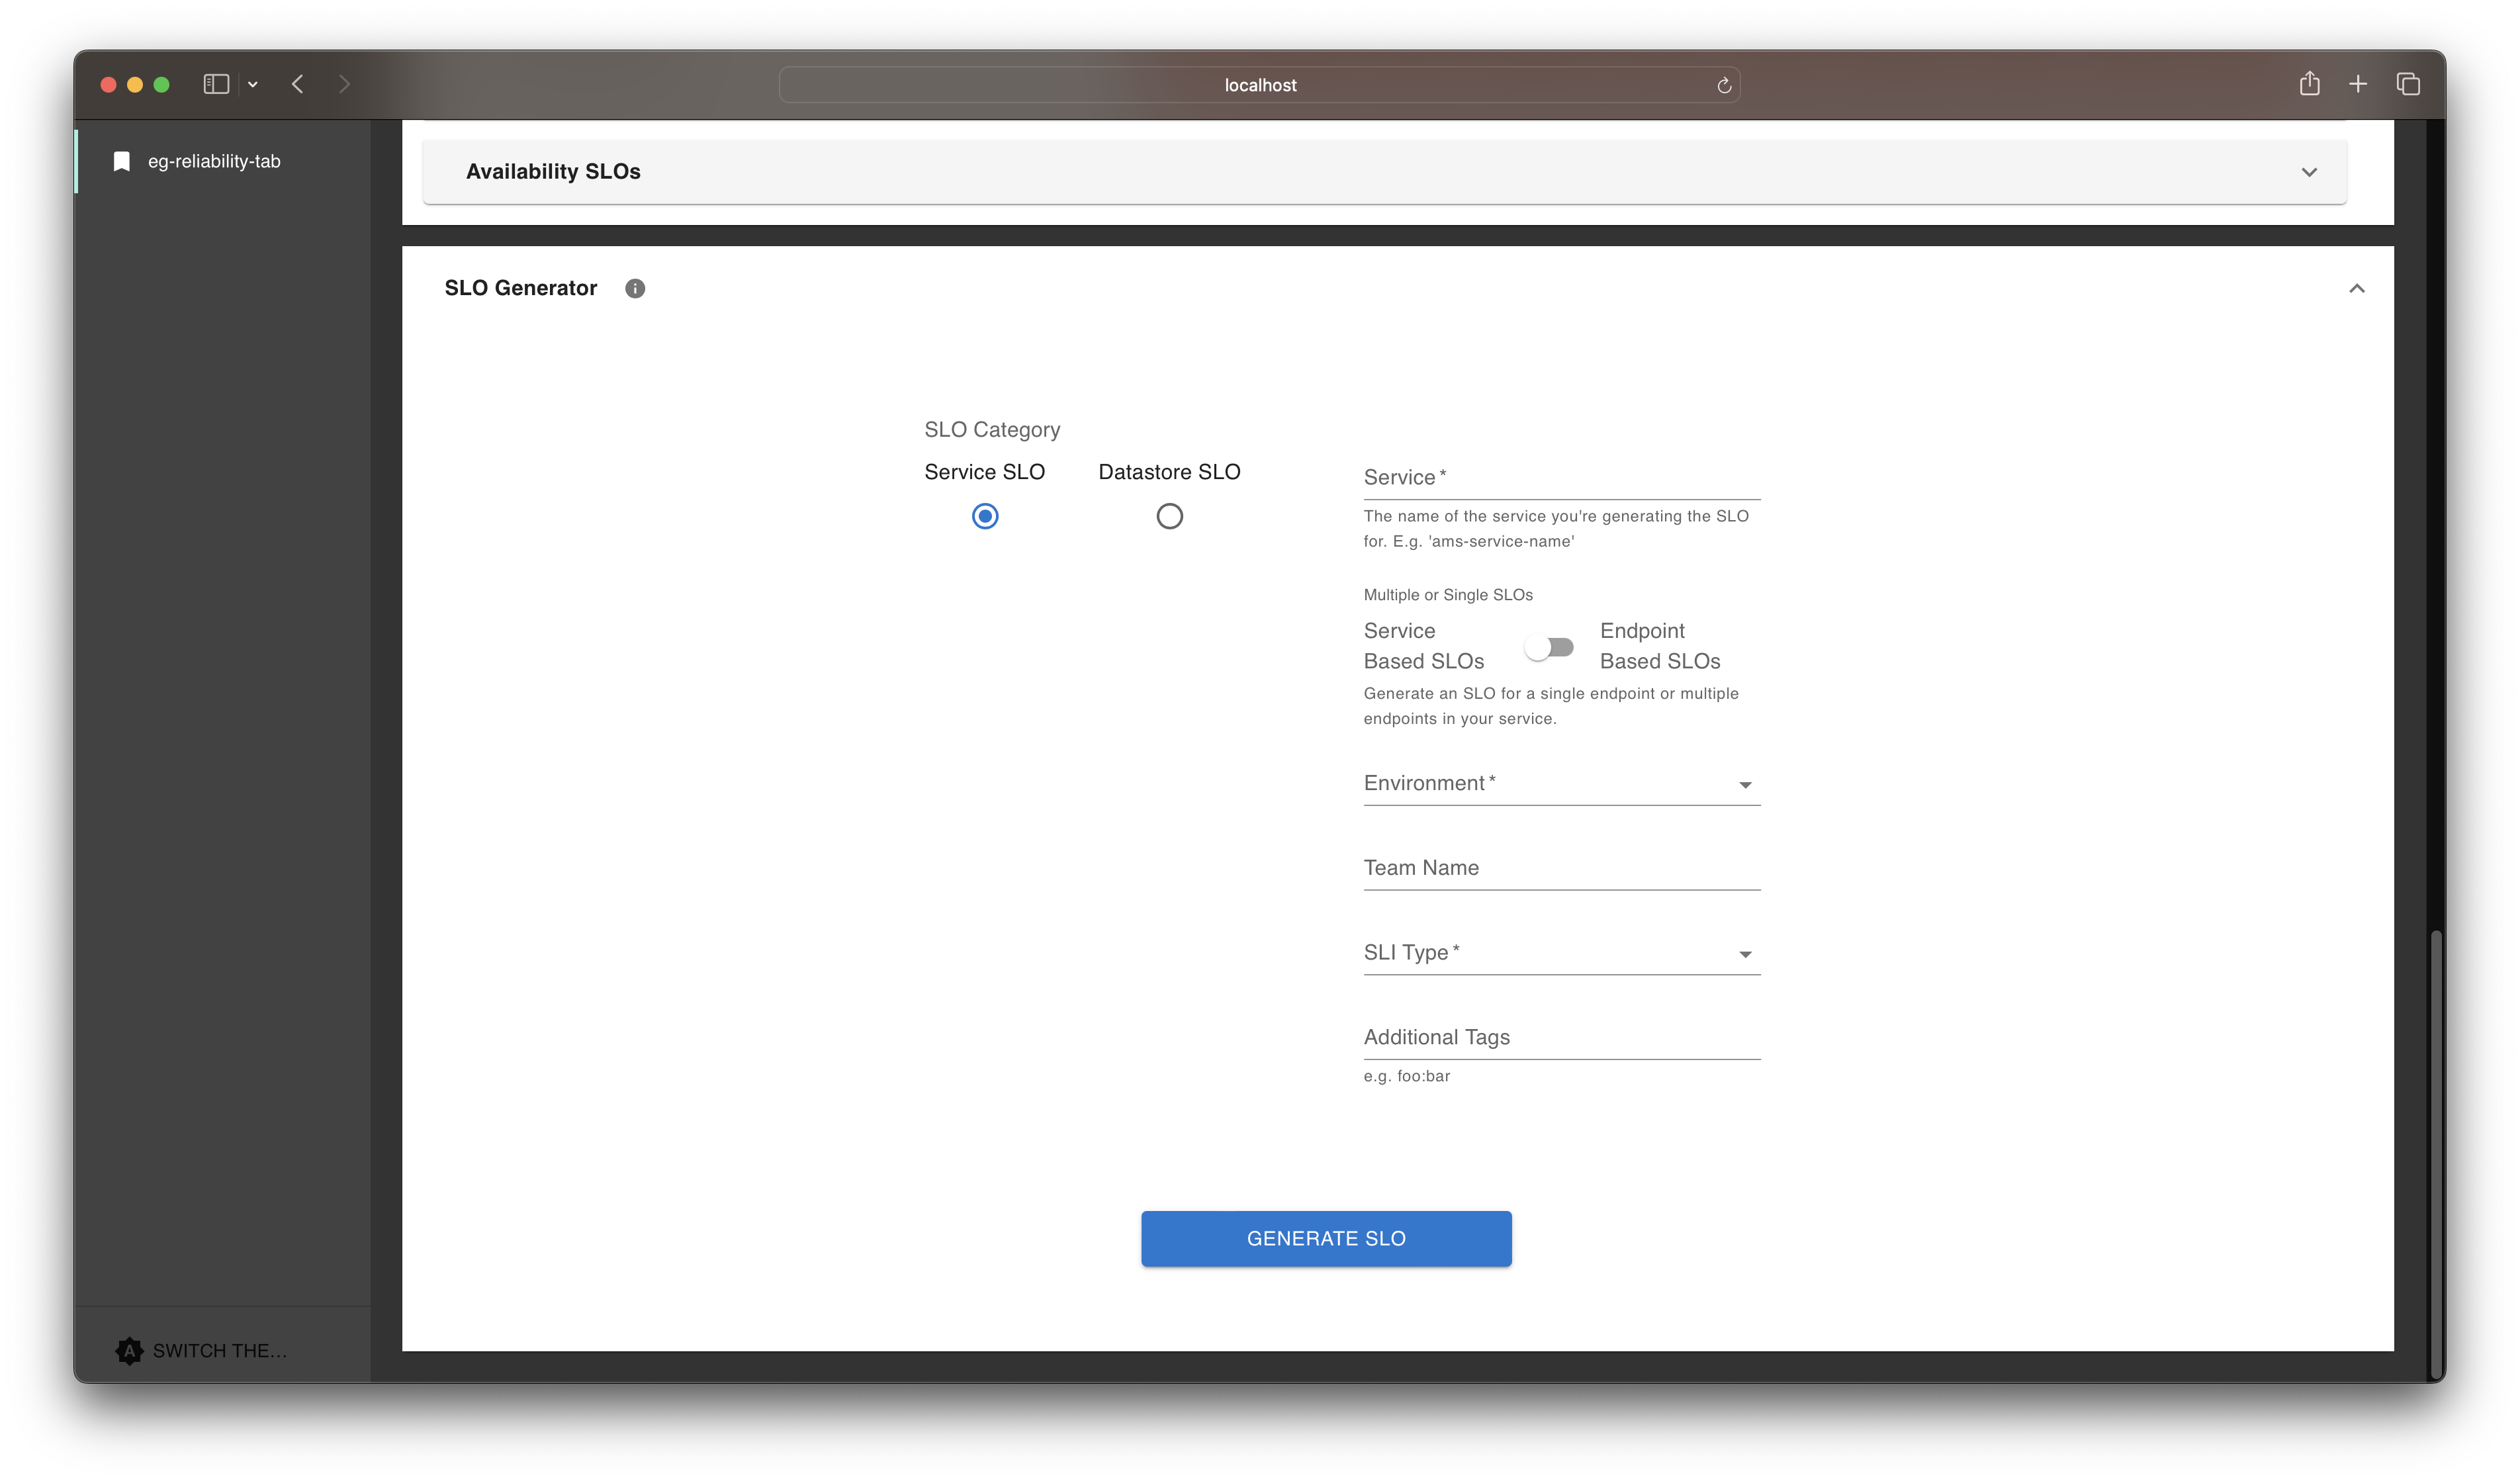 localhost
eg-reliability-tab
Availability SLOs
SLO Generator
SLO Category
Service SLO
Datastore SLO
Service *
The name of the service you're generating the SLO
for. E.g. 'ams-service-name'
Multiple or Single SLOs
Service
Based SLOs
Endpoint
Based SLOs
Generate an SLO for a single endpoint or multiple
endpoints in your service.
Environment *
Team Name
SLI Type *
Additional Tags
e.g. foo:bar
GENERATE SLO
A SWITCH THE...